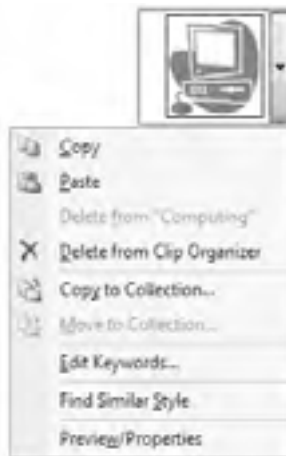 Copy
Paste
Delete from "Computing"
Delete from Clip Organizer
Copy to Collection...
Move to Collection...
Edit Keywords...
Find Similar Style
Preview/Properties